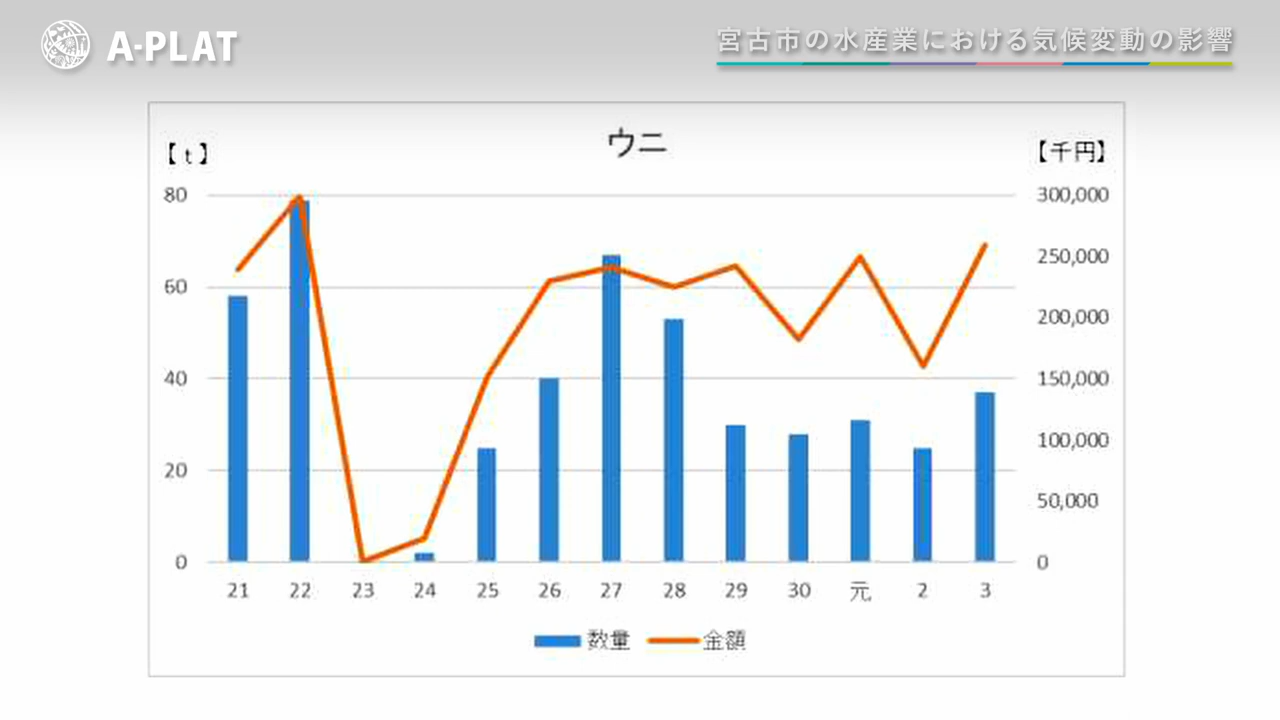 A-PLAT
宮古市の水産業における気候変動の影響
ウニ
【ｔ】
【千円】
80
300,000
250,000
60
200,000
40
150,000
100,000
20
50,000
0
0
21 22 23 24 25 26 27 28 29 30 元 2 3
数量 金額